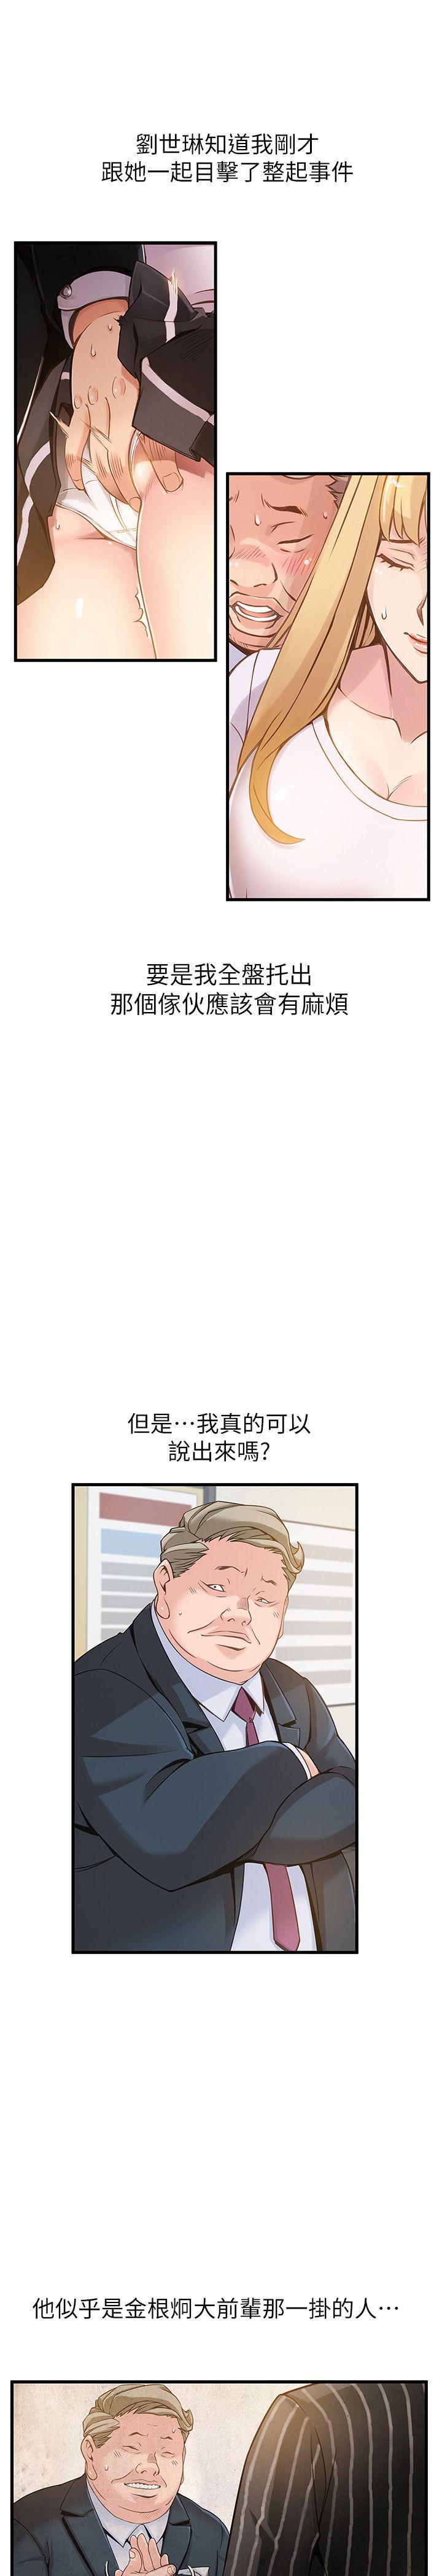 劉世琳知道我剛才
跟她一起目擊了整起事件
要是我全盤托出
那個傢伙應該會有麻煩
但是…我真的可以
說出來嗎?
他似乎是金根炯大前輩那一掛的人…